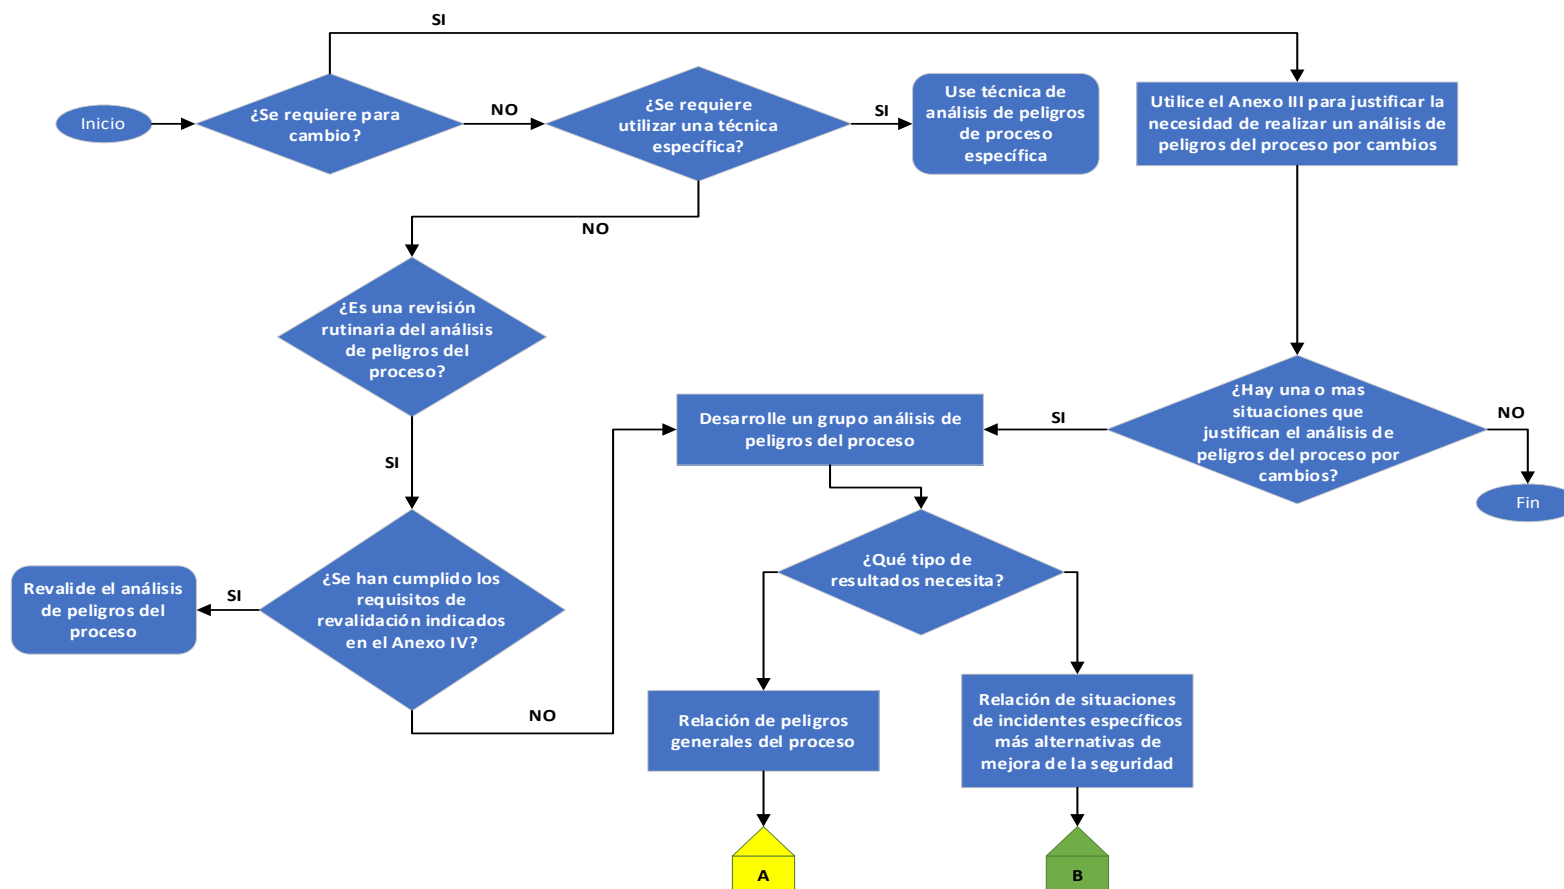 SI
Inicio
¿Se requiere para
cambio?
NO
¿Se requiere
utilizar una técnica
específica?
SI
Use técnica de
análisis de peligros
de proceso
específica
Utilice el Anexo III para justificar la
necesidad de realizar un análisis de
peligros del proceso por cambios
NO
¿Es una revisión
rutinaria del análisis
de peligros del
proceso?
SI
Desarrolle un grupo análisis de
peligros del proceso
SI
¿Hay una o mas
situaciones que
justifican el análisis de
peligros del proceso por
cambios?
NO
Fin
Revalide el análisis
de peligros del
proceso
SI
¿Se han cumplido los
requisitos de
revalidación indicados
en el Anexo IV?
NO
¿Qué tipo de
resultados necesita?
Relación de peligros
generales del proceso
Relación de situaciones
de incidentes específicos
más alternativas de
mejora de la seguridad
A
B